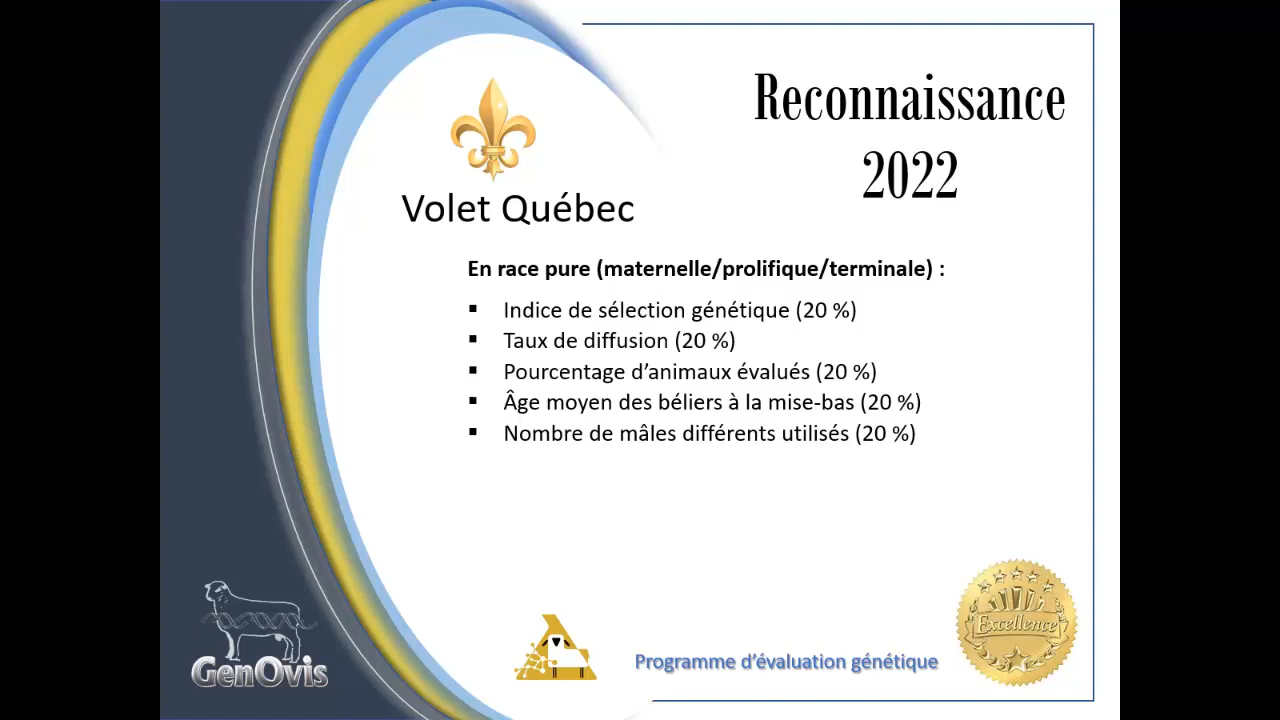 Reconnaissance
2022
Volet Québec
En race pure (maternelle/prolifique/terminale) :
▪ Indice de sélection génétique (20 %)
▪ Taux de diffusion (20 %)
▪ Pourcentage d’animaux évalués (20 %)
▪ Âge moyen des béliers à la mise-bas (20 %)
▪ Nombre de mâles différents utilisés (20 %)
GenOvis
Programme d’évaluation génétique
Excellence